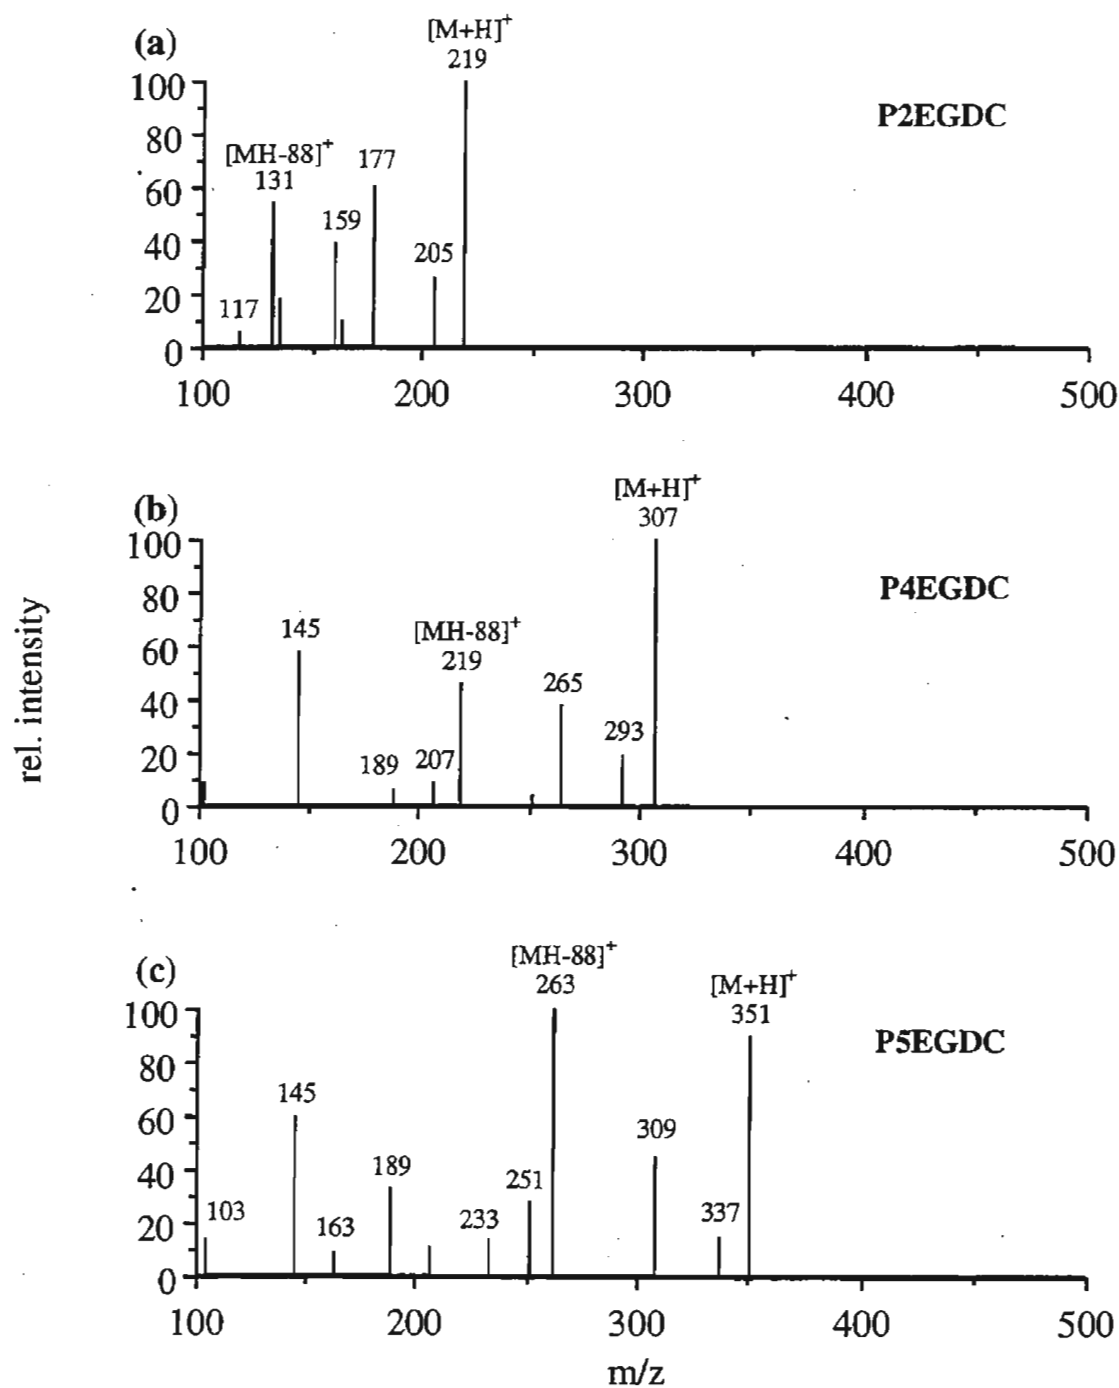 (a)
[M+H]⁺
219
P2EGDC
[MH-88]⁺
131
177
159
205
117
100
80
60
40
20
0
100 200 300 400 500
(b)
[M+H]⁺
307
P4EGDC
145
[MH-88]⁺
219
265
293
189
207
100
80
60
40
20
0
100 200 300 400 500
rel. intensity
(c)
[MH-88]⁺
263
[M+H]⁺
351
P5EGDC
145
309
189
251
337
103
163
233
100
80
60
40
20
0
100 200 300 400 500
m/z